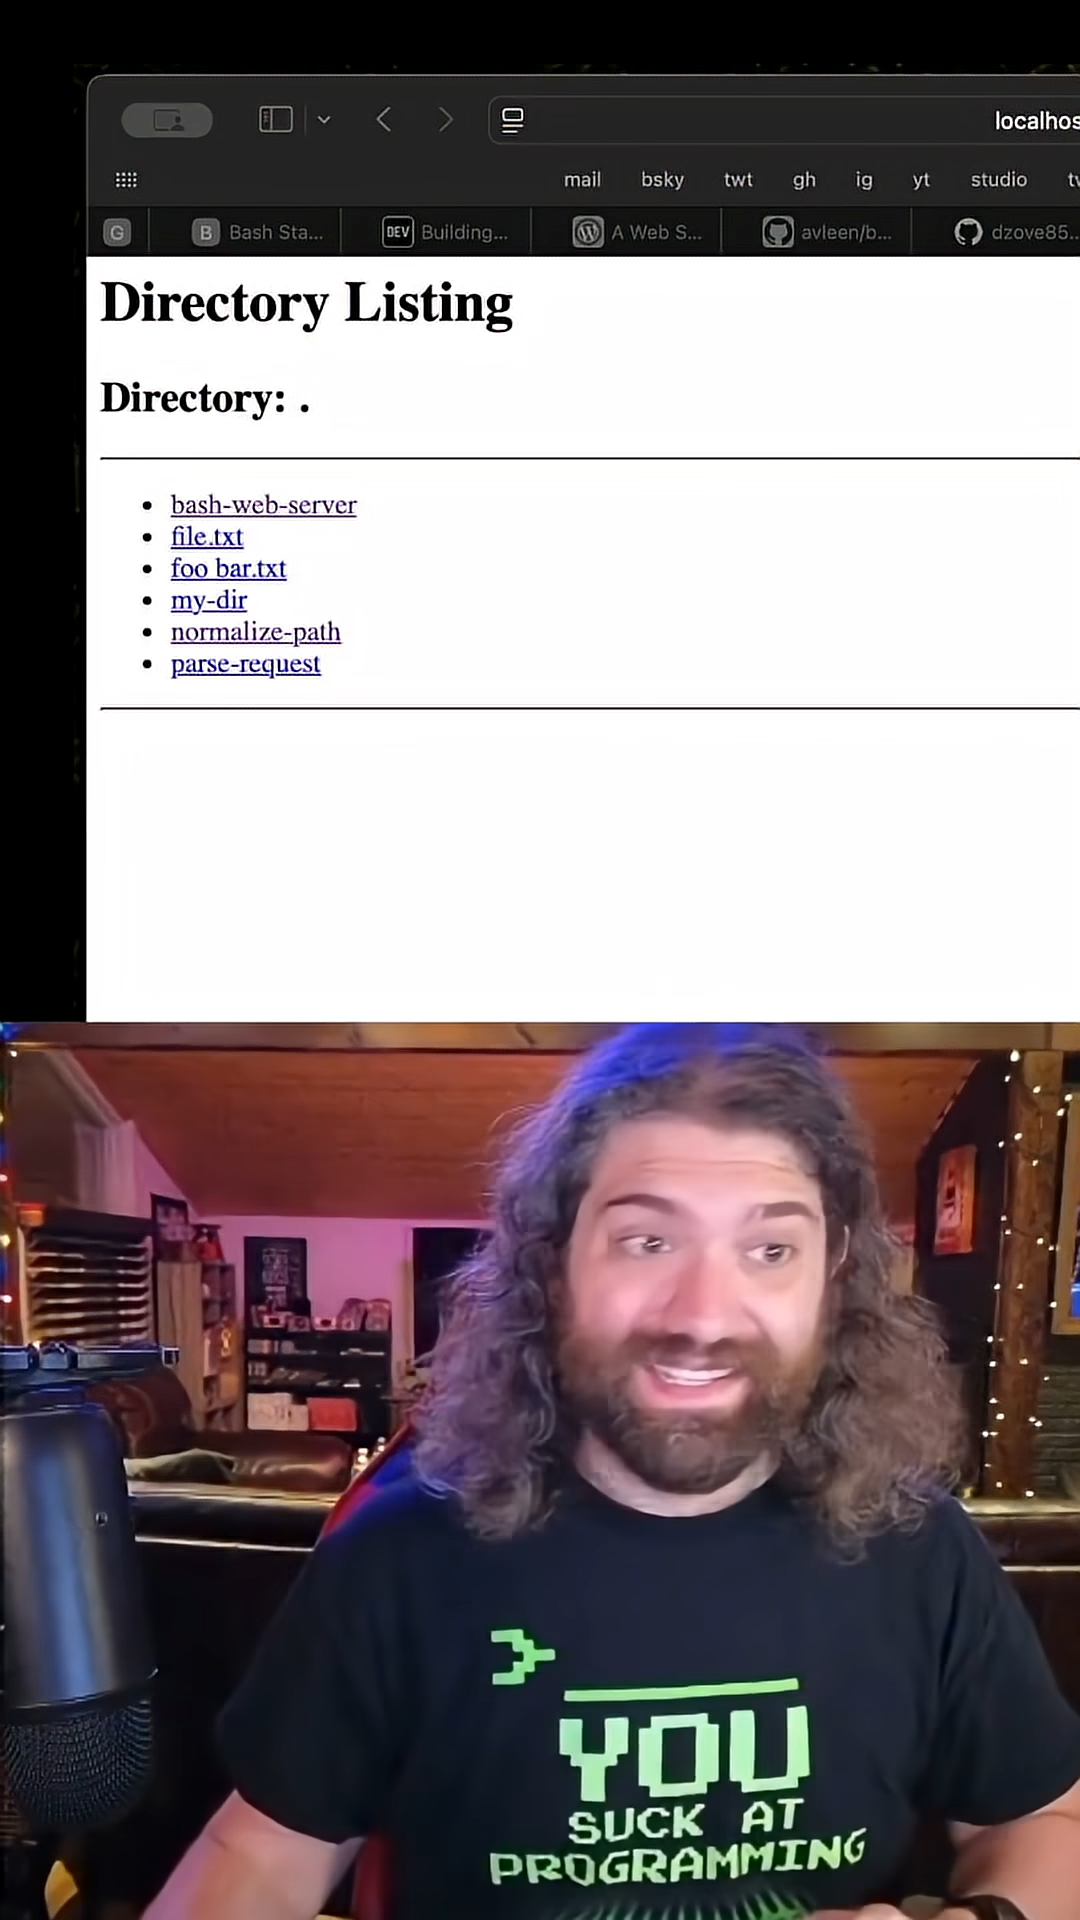 localhos
mail bsky twt gh ig yt studio tv
G B Bash Sta... DEV Building... A Web S... avleen/b... dzove85...
Directory Listing
Directory: .
bash-web-server
file.txt
foo bar.txt
my-dir
normalize-path
parse-request
YOU
SUCK AT
PROGRAMMING